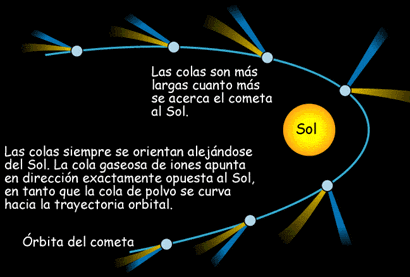 Las colas son más
largas cuanto más
se acerca el cometa
al Sol.
Sol
Las colas siempre se orientan alejándose
del Sol. La cola gaseosa de iones apunta
en dirección exactamente opuesta al Sol,
en tanto que la cola de polvo se curva
hacia la trayectoria orbital.
Órbita del cometa